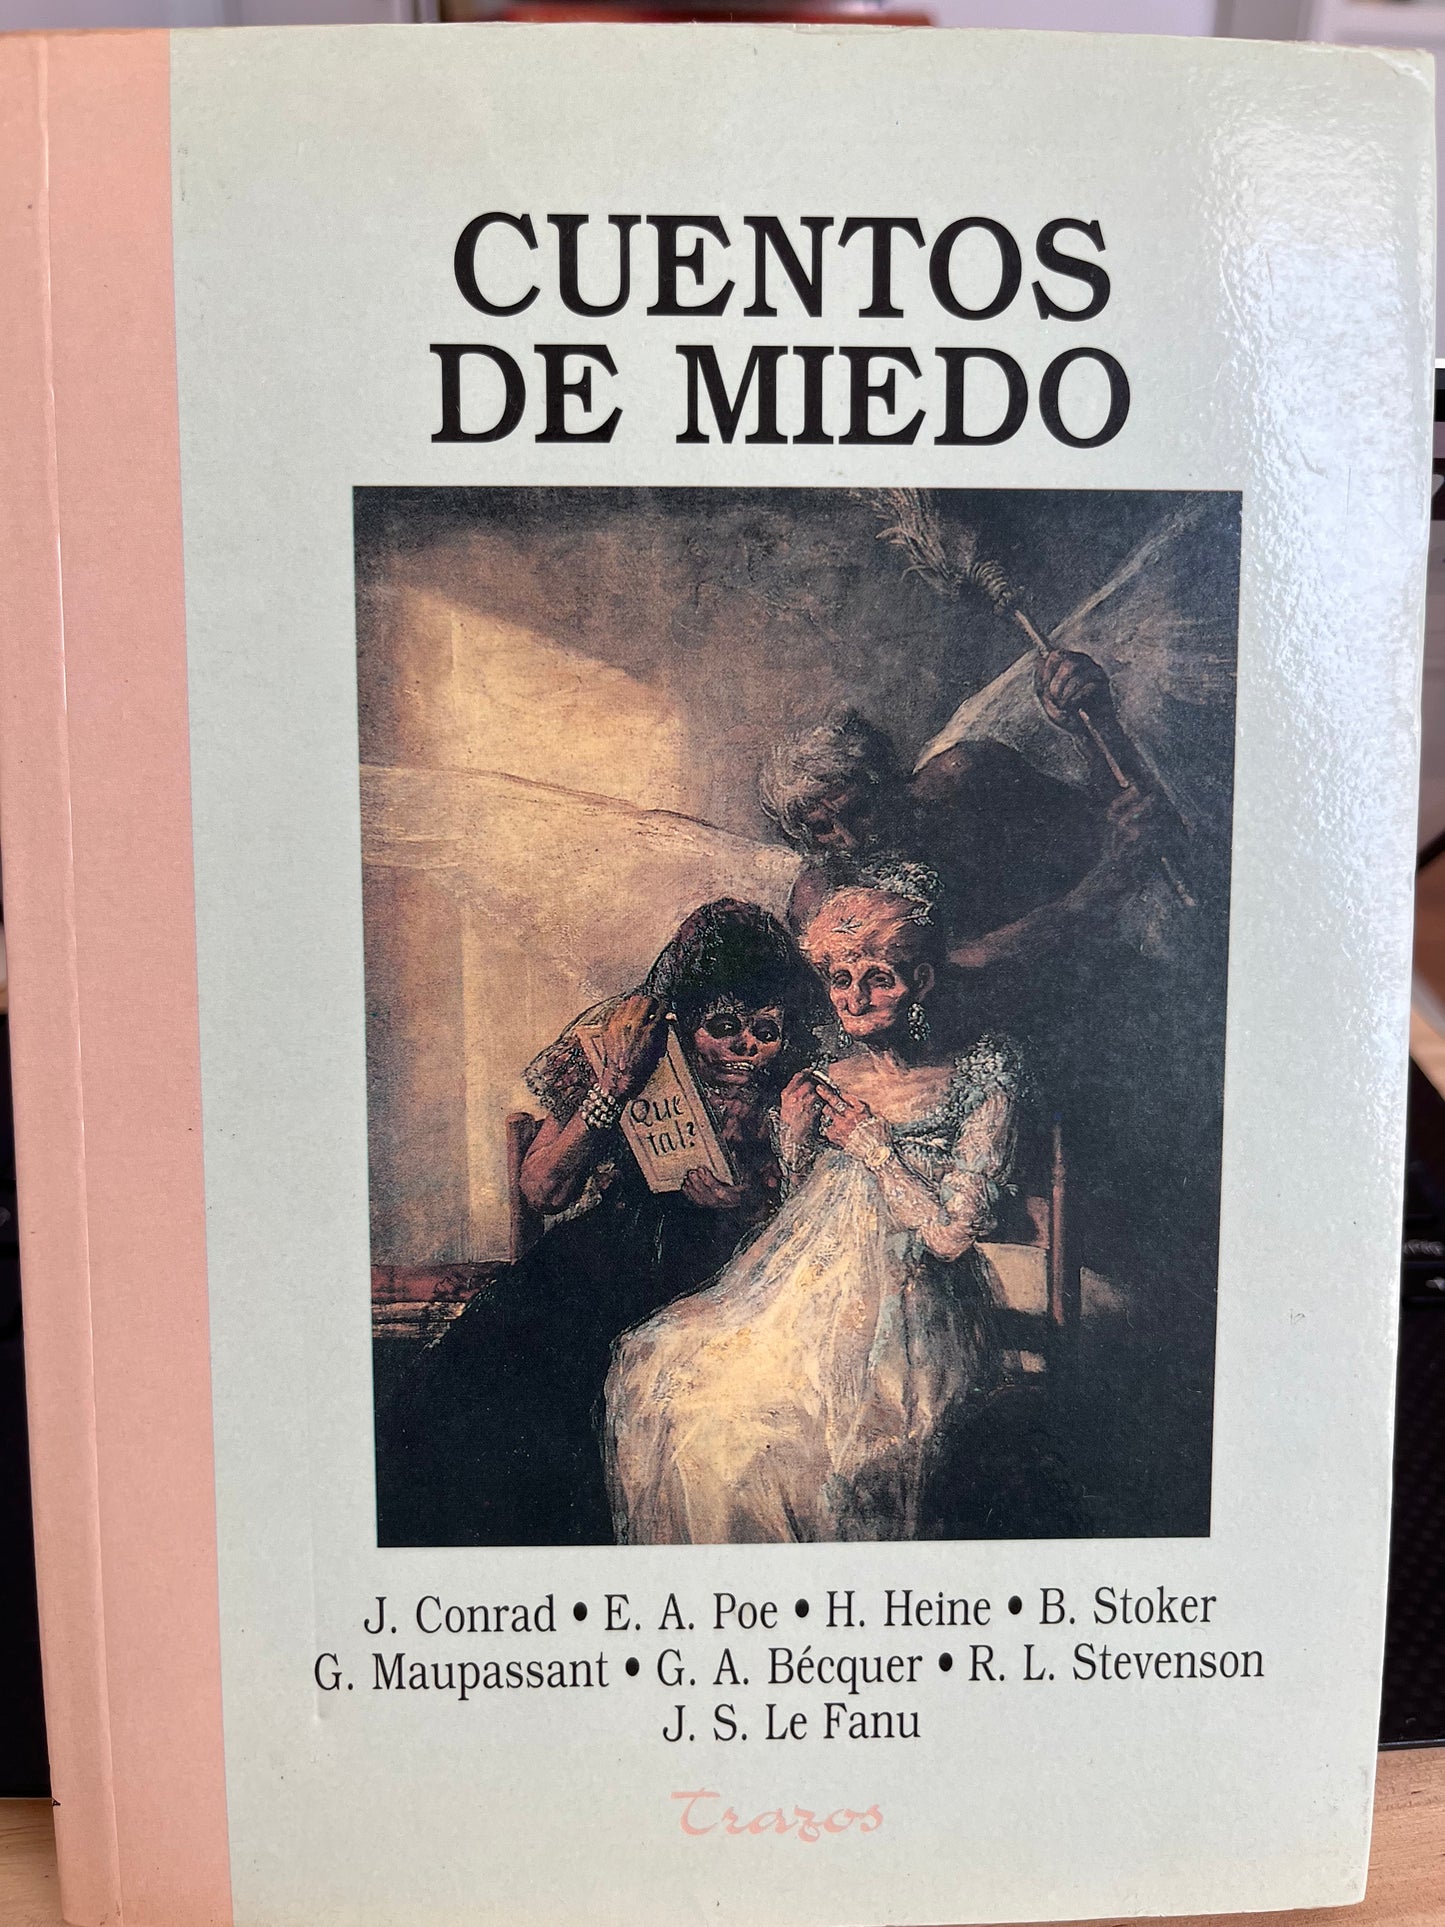 CUENTOS
DE MIEDO
Que
tal?
J. Conrad • E. A. Poe • H. Heine • B. Stoker
G. Maupassant • G. A. Bécquer • R. L. Stevenson
J. S. Le Fanu
Trazos